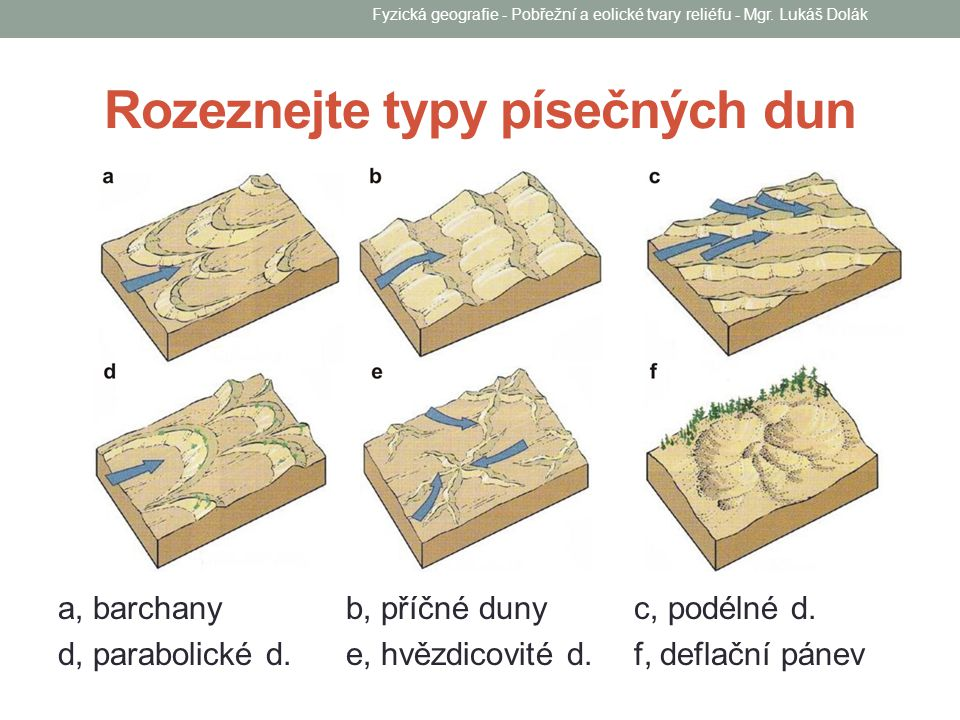 Fyzická geografie - Pobřežní a eolické tvary reliéfu - Mgr. Lukáš Dolák
Rozeznejte typy písečných dun
a b c
d e f
a, barchany b, příčné duny c, podélné d.
d, parabolické d. e, hvězdicovité d. f, deflační pánev